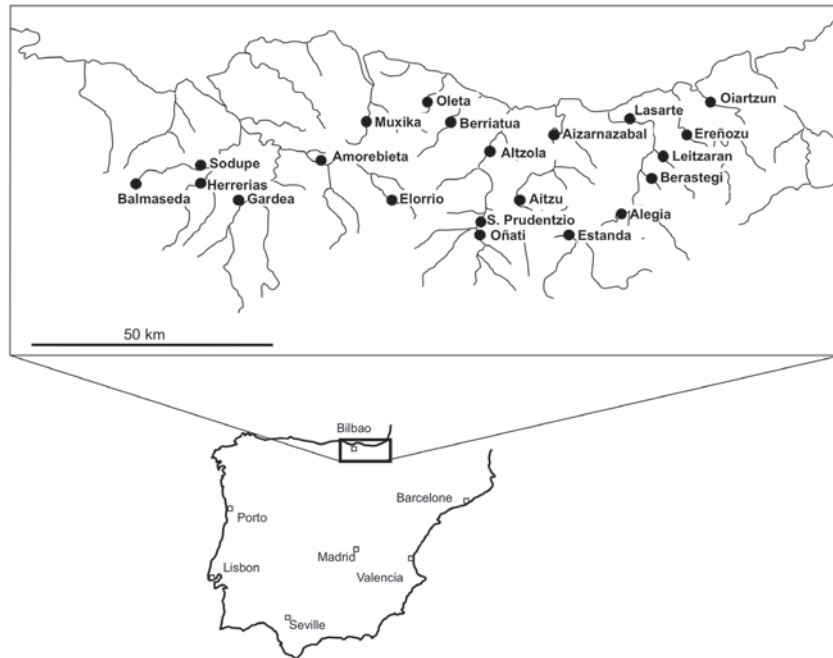 Oleta
Oiartzun
Lasarte
Muxika
Berriatua
Aizarnazabal
Ereñozu
Altzola
Leitzaran
Sodupe
Amorebieta
Berastegi
Balmaseda
Herrerias
Gardea
Elorrio
Aitzu
Alegia
S. Prudentzio
Oñati
Estanda
50 km
Bilbao
Barcelone
Porto
Madrid
Lisbon
Valencia
Seville